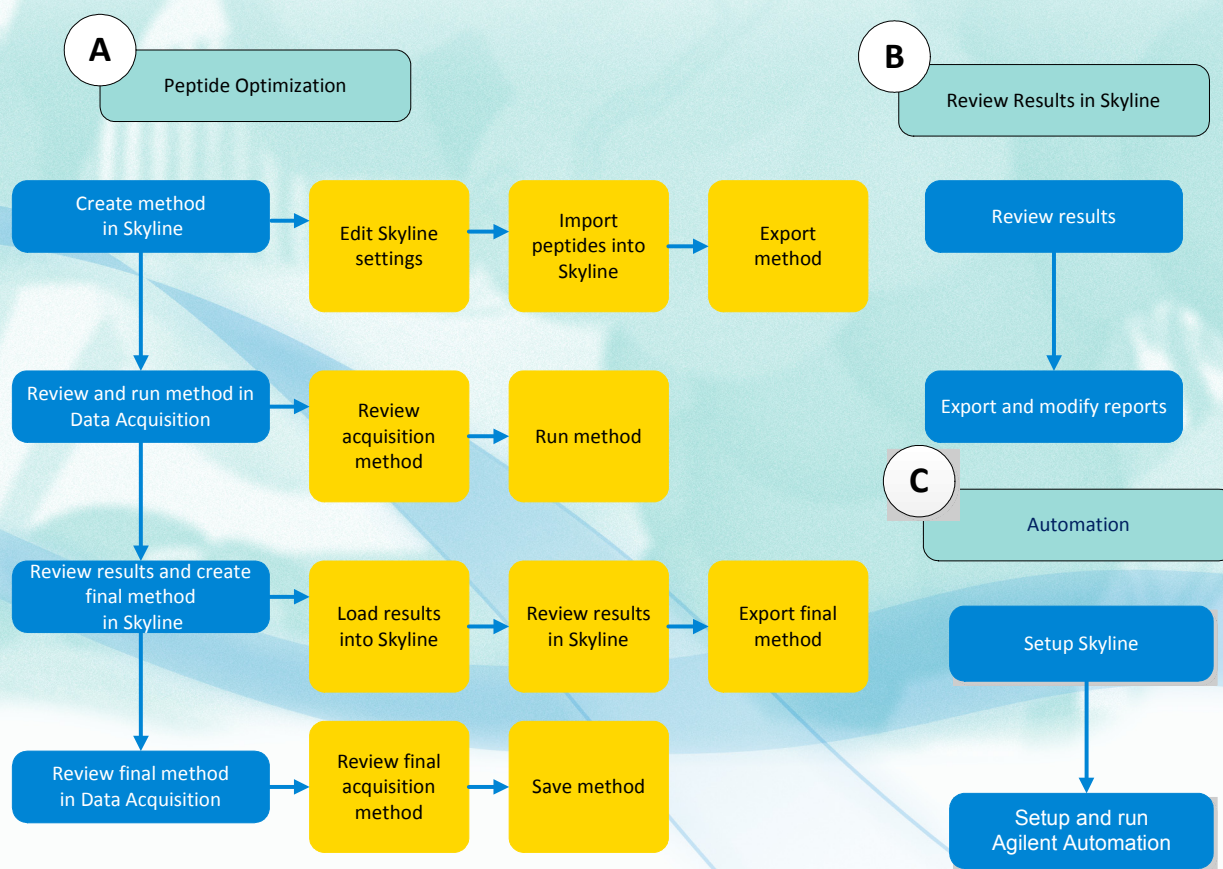 A
Peptide Optimization
Create method
in Skyline
Edit Skyline
settings
Import
peptides into
Skyline
Export
method
Review and run method in
Data Acquisition
Review
acquisition
method
Run method
Review results and create
final method
in Skyline
Load results
into Skyline
Review results
in Skyline
Export final
method
Review final method
in Data Acquisition
Review final
acquisition
method
Save method
B
Review Results in Skyline
Review results
Export and modify reports
C
Automation
Setup Skyline
Setup and run
Agilent Automation